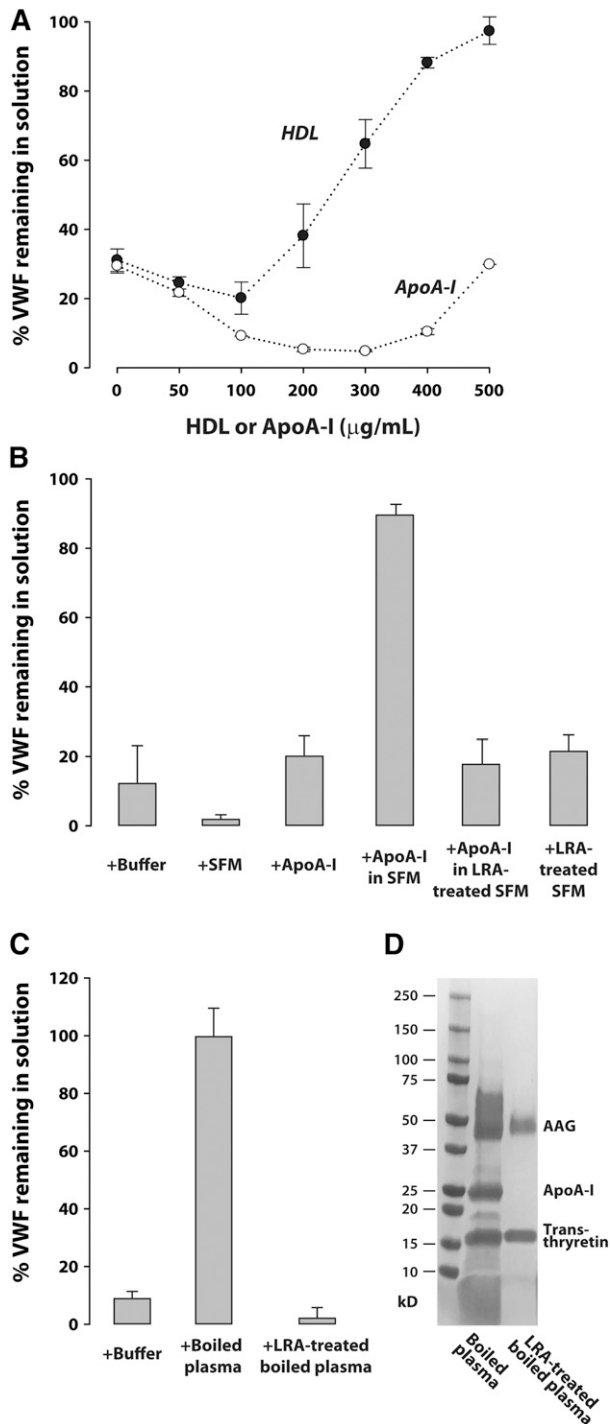 A
% VWF remaining in solution
100
80
60
40
20
0
HDL
ApoA-I
0 50 100 200 300 400 500
HDL or ApoA-I (μg/mL)
B
% VWF remaining in solution
100
80
60
40
20
0
+Buffer
+SFM
+ApoA-I
+ApoA-I
in SFM
+ApoA-I
in LRA-
treated SFM
+LRA-
treated
SFM
C
% VWF remaining in solution
120
100
80
60
40
20
0
+Buffer
+Boiled
plasma
+LRA-treated
boiled plasma
D
250
150
100
75
50
37
25
20
15
10
kD
AAG
ApoA-I
Trans-
thyretin
Boiled
plasma
LRA-treated
boiled plasma